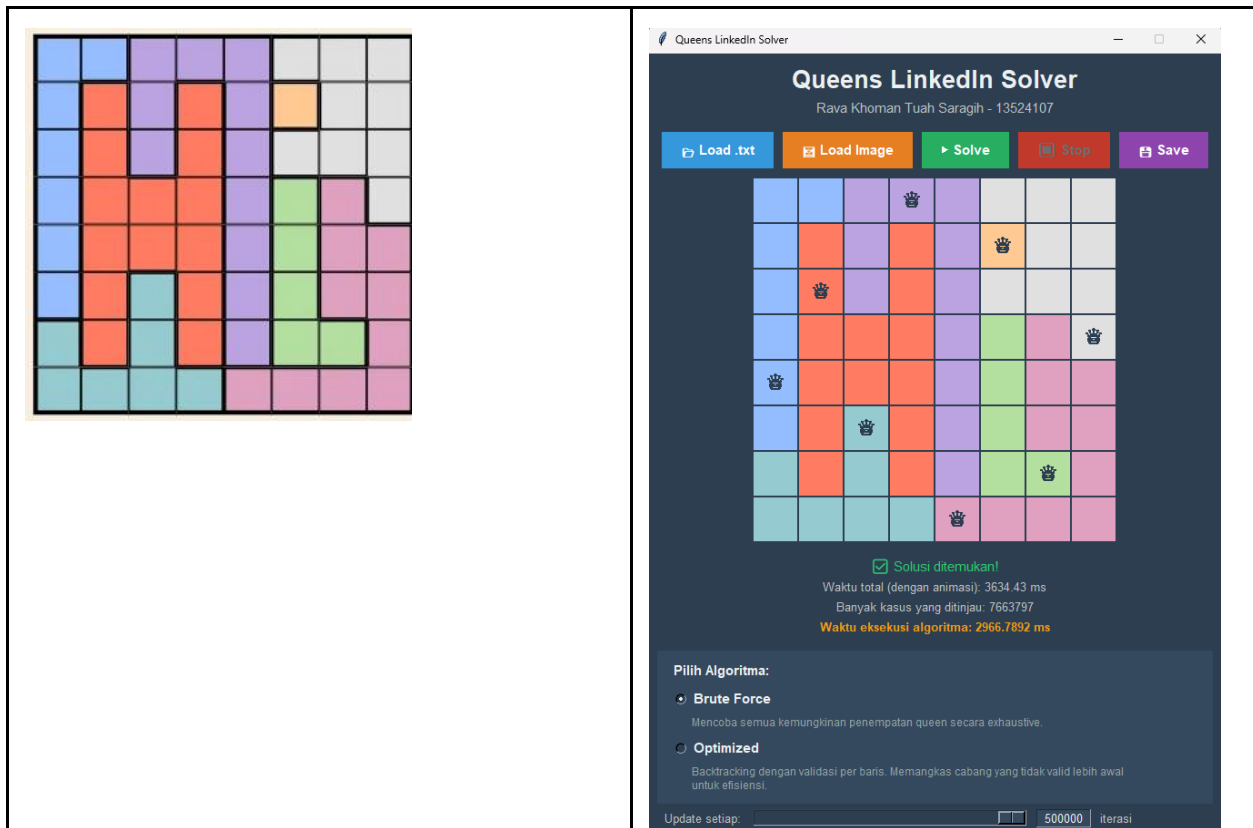 Queens LinkedIn Solver
Queens LinkedIn Solver
Rava Khoman Tuah Saragih - 13524107
Load .txt
Load Image
Solve
Stop
Save
Solusi ditemukan!
Waktu total (dengan animasi): 3634.43 ms
Banyak kasus yang ditinjau: 7663797
Waktu eksekusi algoritma: 2966.7892 ms
Pilih Algoritma:
Brute Force
Mencoba semua kemungkinan penempatan queen secara exhaustive.
Optimized
Backtracking dengan validasi per baris. Memangkas cabang yang tidak valid lebih awal
untuk efisiensi.
Update setiap: 500000 iterasi